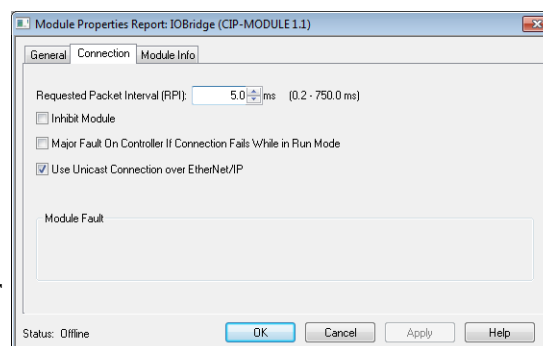 Module Properties Report: IOBridge (CIP-MODULE 1.1)
General Connection Module Info
Requested Packet Interval (RPI): 5.0 ms (0.2 - 750.0 ms)
Inhibit Module
Major Fault On Controller If Connection Fails While in Run Mode
Use Unicast Connection over EtherNet/IP
Module Fault
Status: Offline OK Cancel Apply Help